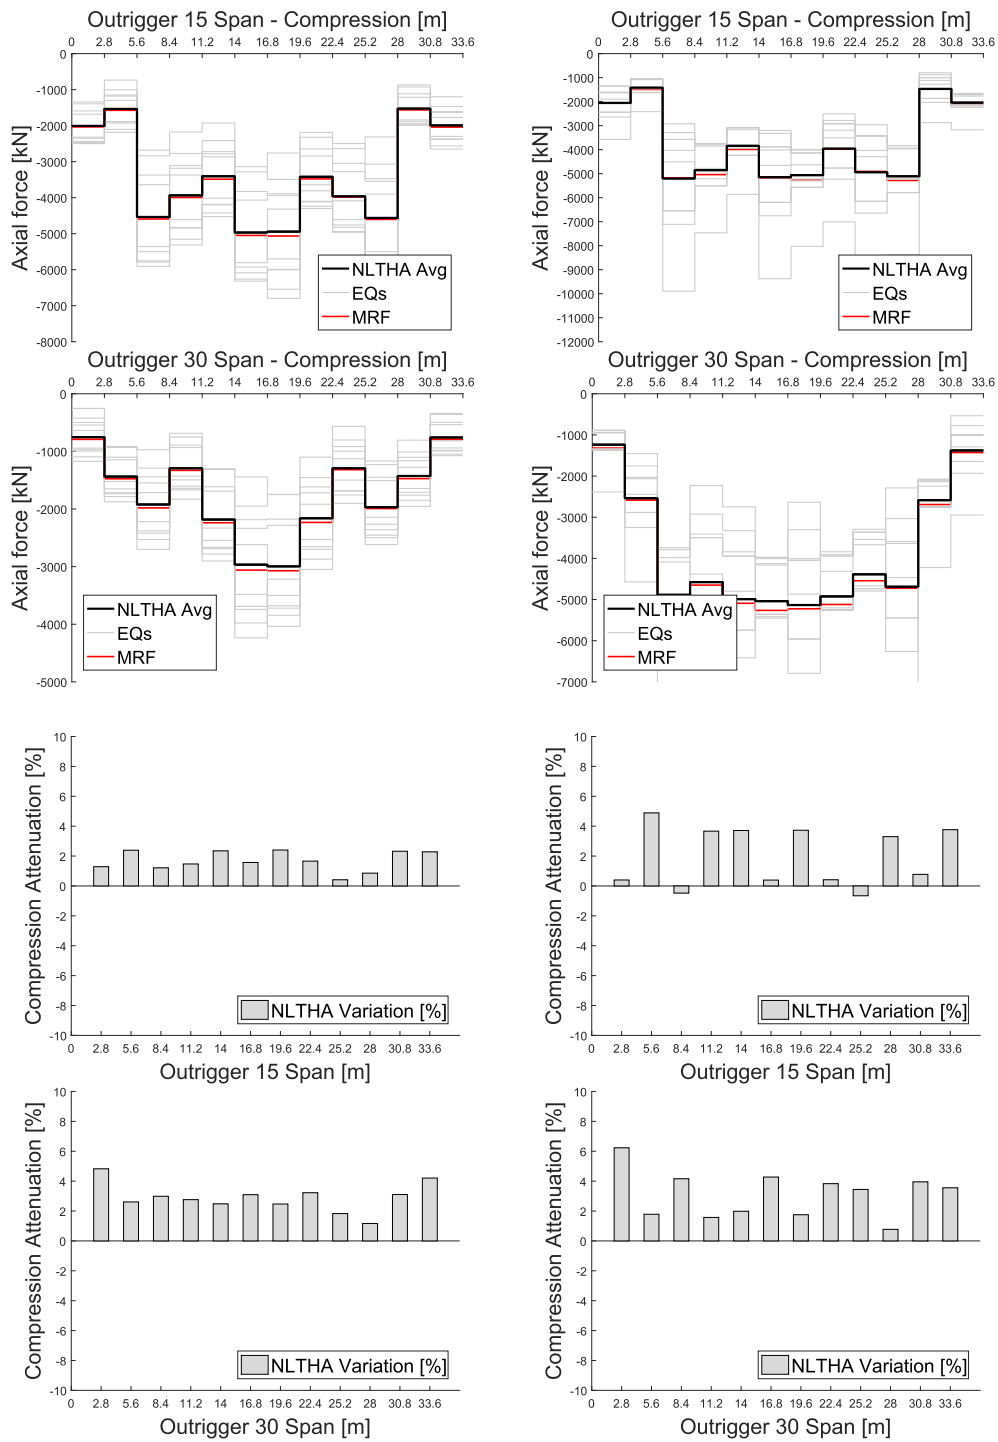 Outrigger 15 Span - Compression [m]
0 2.8 5.6 8.4 11.2 14 16.8 19.6 22.4 25.2 28 30.8 33.6
Axial force [kN]
0
-1000
-2000
-3000
-4000
-5000
-6000
-7000
-8000
NLTHA Avg
EQs
MRF
Outrigger 15 Span - Compression [m]
0 2.8 5.6 8.4 11.2 14 16.8 19.6 22.4 25.2 28 30.8 33.6
Axial force [kN]
0
-1000
-2000
-3000
-4000
-5000
-6000
-7000
-8000
-9000
-10000
-11000
-12000
NLTHA Avg
EQs
MRF
Outrigger 30 Span - Compression [m]
0 2.8 5.6 8.4 11.2 14 16.8 19.6 22.4 25.2 28 30.8 33.6
Axial force [kN]
0
-1000
-2000
-3000
-4000
-5000
NLTHA Avg
EQs
MRF
Outrigger 30 Span - Compression [m]
0 2.8 5.6 8.4 11.2 14 16.8 19.6 22.4 25.2 28 30.8 33.6
Axial force [kN]
0
-1000
-2000
-3000
-4000
-5000
-6000
-7000
NLTHA Avg
EQs
MRF
Compression Attenuation [%]
10
8
6
4
2
0
-2
-4
-6
-8
-10
NLTHA Variation [%]
0 2.8 5.6 8.4 11.2 14 16.8 19.6 22.4 25.2 28 30.8 33.6
Outrigger 15 Span [m]
Compression Attenuation [%]
10
8
6
4
2
0
-2
-4
-6
-8
-10
NLTHA Variation [%]
0 2.8 5.6 8.4 11.2 14 16.8 19.6 22.4 25.2 28 30.8 33.6
Outrigger 15 Span [m]
Compression Attenuation [%]
10
8
6
4
2
0
-2
-4
-6
-8
-10
NLTHA Variation [%]
0 2.8 5.6 8.4 11.2 14 16.8 19.6 22.4 25.2 28 30.8 33.6
Outrigger 30 Span [m]
Compression Attenuation [%]
10
8
6
4
2
0
-2
-4
-6
-8
-10
NLTHA Variation [%]
0 2.8 5.6 8.4 11.2 14 16.8 19.6 22.4 25.2 28 30.8 33.6
Outrigger 30 Span [m]